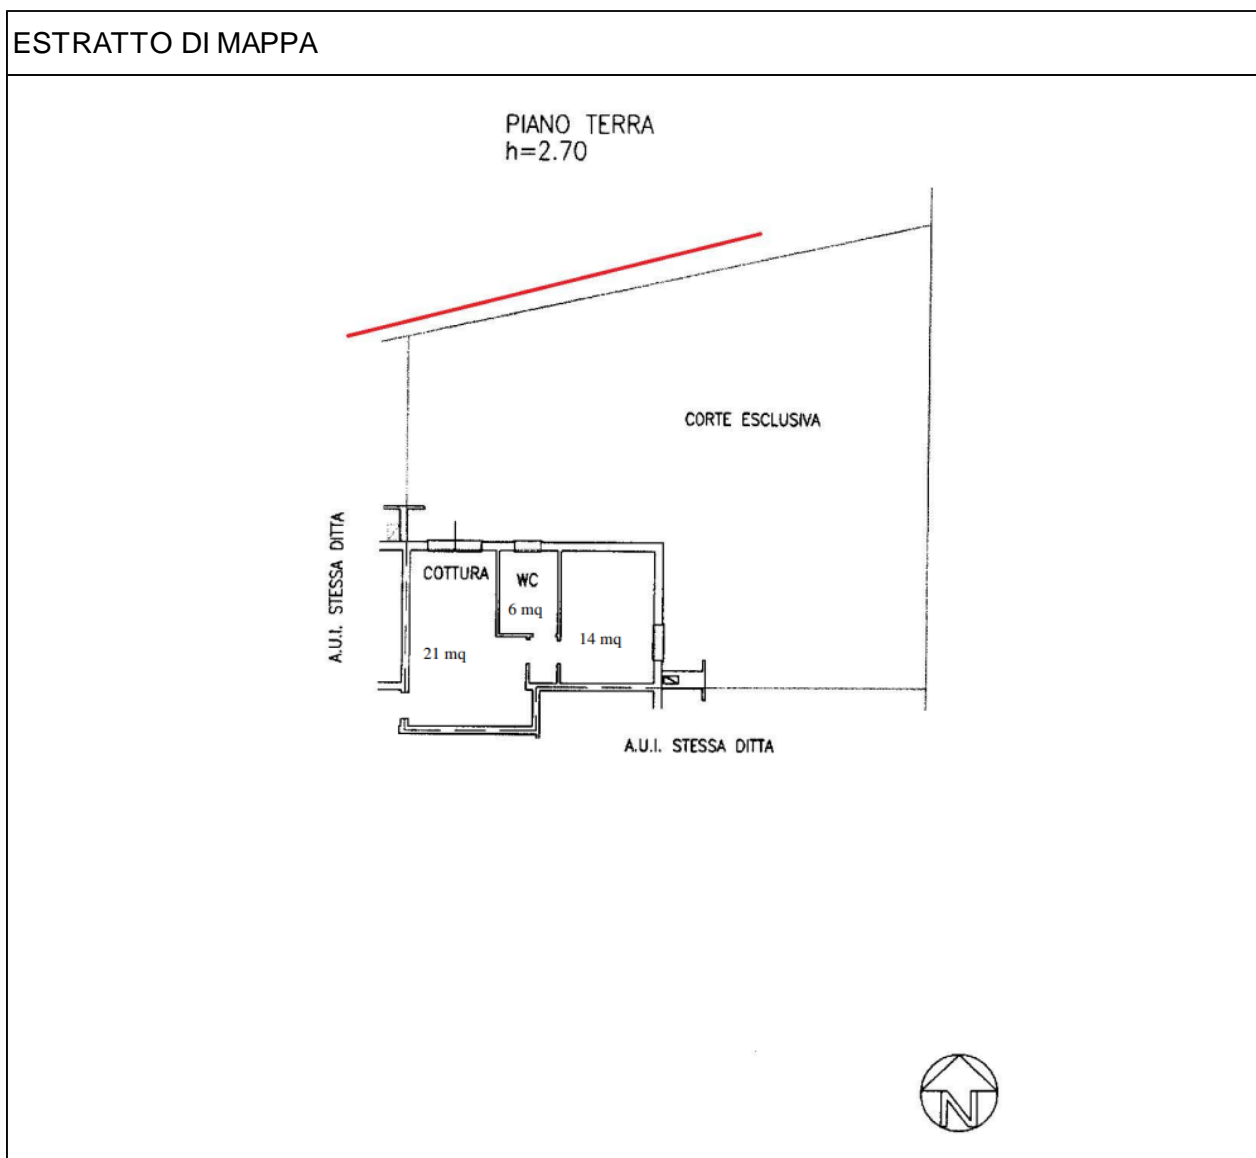 ESTRATTO DI MAPPA
PIANO TERRA
h=2.70
CORTE ESCLUSIVA
A.U.I. STESSA DITTA
COTTURA
WC
6 mq
14 mq
21 mq
A.U.I. STESSA DITTA
N